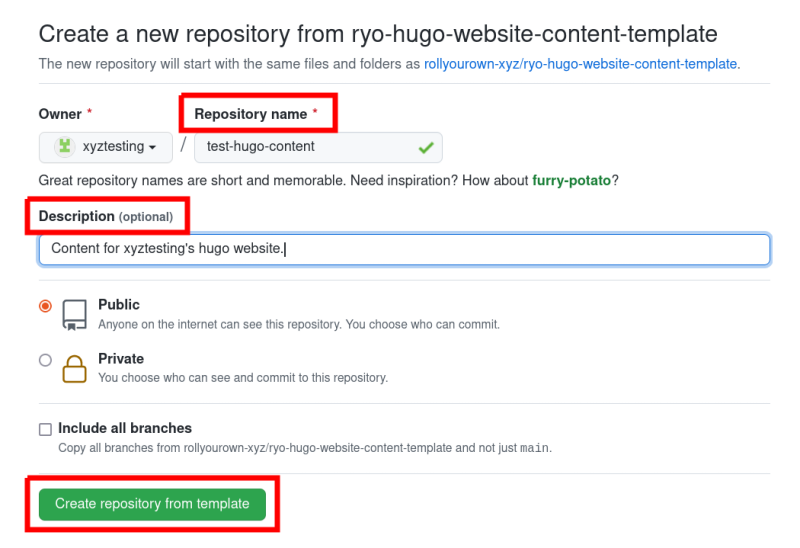 Create a new repository from ryo-hugo-website-content-template
The new repository will start with the same files and folders as rollyourown-xyz/ryo-hugo-website-content-template.
Owner * Repository name *
xyztesting / test-hugo-content
Great repository names are short and memorable. Need inspiration? How about furry-potato?
Description (optional)
Content for xyztesting's hugo website.
Public
Anyone on the internet can see this repository. You choose who can commit.
Private
You choose who can see and commit to this repository.
Include all branches
Copy all branches from rollyourown-xyz/ryo-hugo-website-content-template and not just main.
Create repository from template